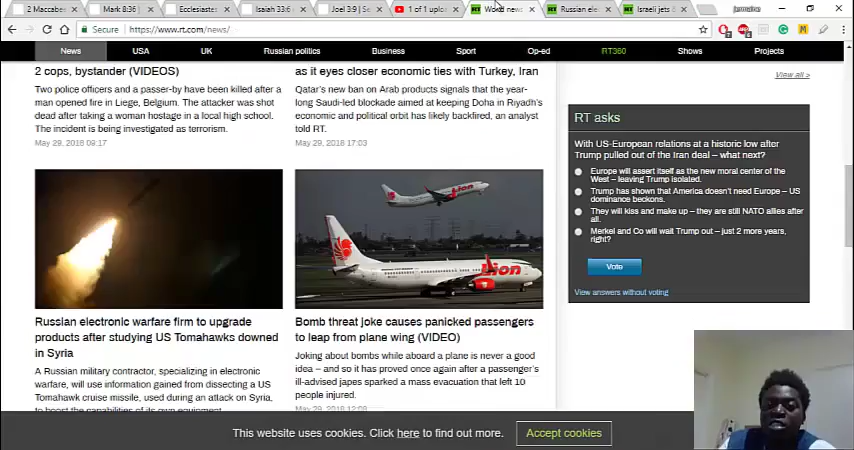 2 Maccabe
Mark 8:36
Ecclesiastes
Isaiah 33:6
Joel 3:9 | Se
1 of 1 uplo
World news
Russian ele
Israeli jets
jermaine
Secure
https://www.rt.com/news/
News
USA
UK
Russian politics
Business
Sport
Op-ed
RT360
Shows
Projects
2 cops, bystander (VIDEOS)
Two police officers and a passer-by have been killed after a
man opened fire in Liege, Belgium. The attacker was shot
dead after taking a woman hostage in a local high school.
The incident is being investigated as terrorism.
May 29, 2018 09:17
as it eyes closer economic ties with Turkey, Iran
Qatar's new ban on Arab products signals that the year-
long Saudi-led blockade aimed at keeping Doha in Riyadh's
economic and political orbit has likely backfired, an analyst
told RT.
May 29, 2018 17:03
View all »
RT asks
With US-European relations at a historic low after
Trump pulled out of the Iran deal – what next?
Europe will assert itself as the new moral center of the
West – leaving Trump isolated.
Trump has shown that America doesn't need Europe – US
dominance beckons.
They will kiss and make up – they are still NATO allies after
all.
Merkel and Co will wait Trump out – just 2 more years,
right?
Vote
View answers without voting
Lion
Lion
Russian electronic warfare firm to upgrade
products after studying US Tomahawks downed
in Syria
A Russian military contractor, specializing in electronic
warfare, will use information gained from dissecting a US
Tomahawk cruise missile, used during an attack on Syria,
to boost the capabilities of its own equipment.
Bomb threat joke causes panicked passengers
to leap from plane wing (VIDEO)
Joking about bombs while aboard a plane is never a good
idea – and so it has proved once again after a passenger's
ill-advised japes sparked a mass evacuation that left 10
people injured.
May 29, 2018 12:08
This website uses cookies. Click here to find out more.
Accept cookies